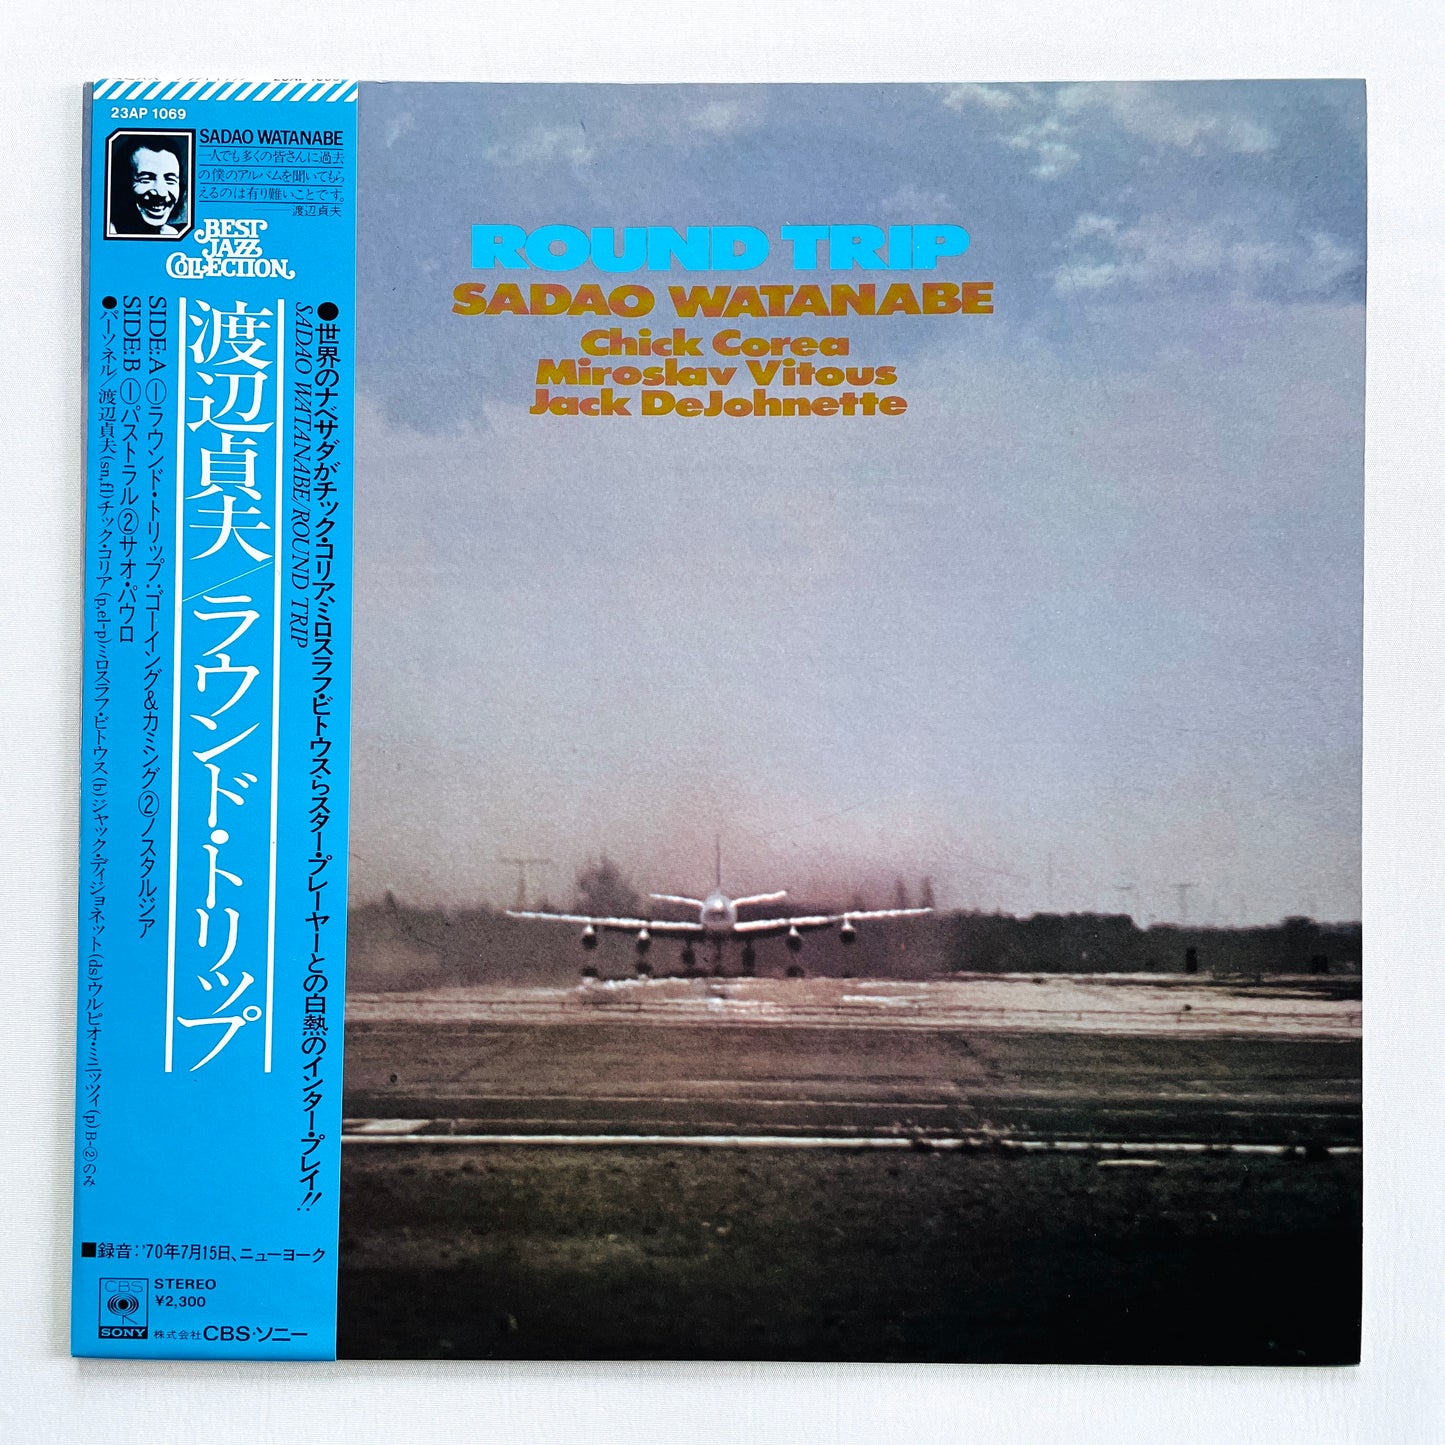 23AP 1069
SADAO WATANABE
一人でも多くの皆さんに過去
の僕のアルバムを聞いてもら
えるのは有り難いことです。
渡辺貞夫
BEST
JAZZ
COLLECTION
●世界のナベサダがチック・コリア、ミロスラフ・ビトウスらスター・プレーヤーとの白熱のインター・プレイ!!
SADAO WATANABE/ROUND TRIP
渡辺貞夫/ラウンド・トリップ
SIDE:A ①ラウンド・トリップ:ゴーイング&カミング②ノスタルジア
SIDE:B ①パストラル②サオ・パウロ
●パーソネル/渡辺貞夫(sn,fl)チック・コリア(p,el-p)ミロスラフ・ビトウス(b)ジャック・ディジョネット(ds)ウルピオ・ミニッツィ(p)B-②のみ
■録音:'70年7月15日、ニューヨーク
CBS
SONY
STEREO
¥2,300
株式会社CBS・ソニー
ROUND TRIP
SADAO WATANABE
Chick Corea
Miroslav Vitous
Jack DeJohnette